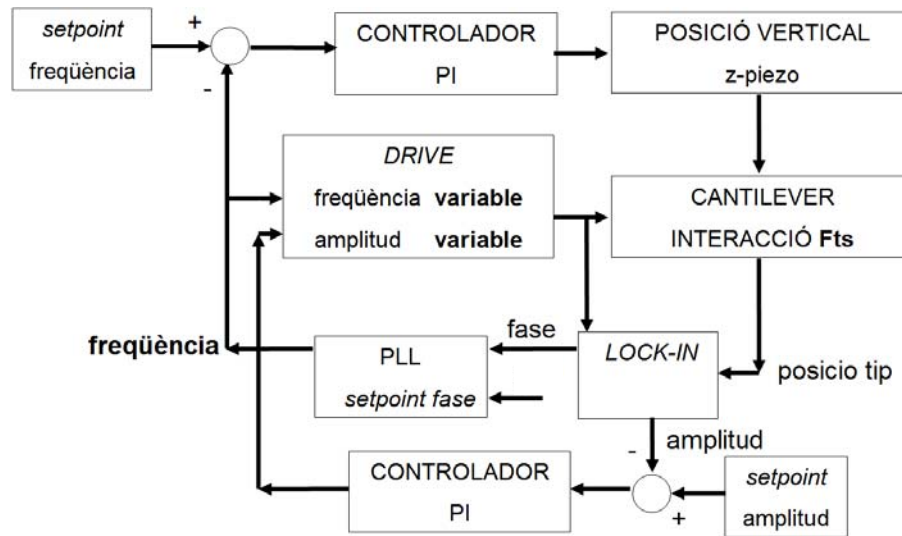 setpoint
freqüència
+
-
CONTROLADOR
PI
POSICIÓ VERTICAL
z-piezo
DRIVE
freqüència variable
amplitud variable
CANTILEVER
INTERACCIÓ Fts
freqüència
PLL
setpoint fase
fase
LOCK-IN
posicio tip
amplitud
-
+
CONTROLADOR
PI
setpoint
amplitud